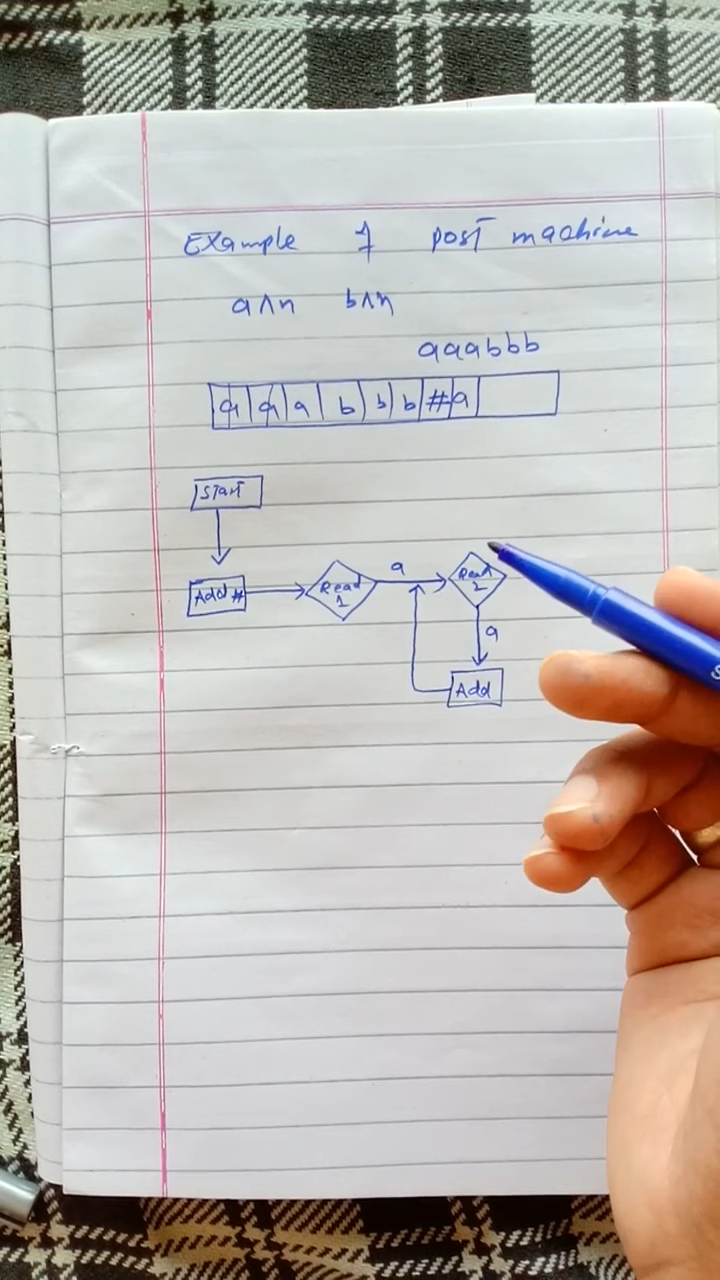 Example of post machine
a^n b^n
aaabbb
a a a b b b # a
Start
Add # Read 1 a Read 2
a
Add